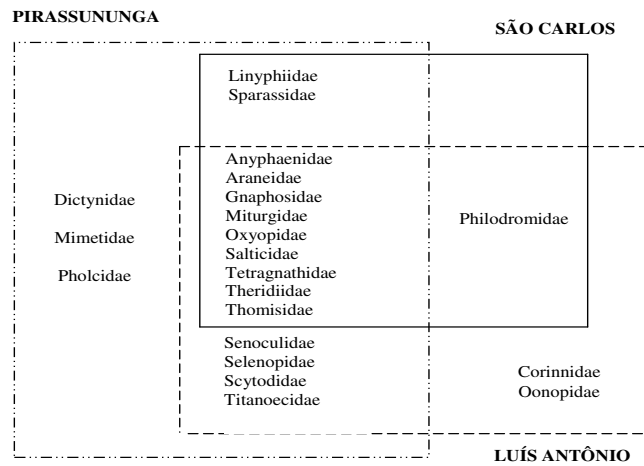 PIRASSUNUNGA
SÃO CARLOS
Linyphiidae
Sparassidae
Anyphaenidae
Araneidae
Gnaphosidae
Miturgidae
Oxyopidae
Salticidae
Tetragnathidae
Theridiidae
Thomisidae
Dictynidae
Mimetidae
Pholcidae
Philodromidae
Senoculidae
Selenopidae
Scytodidae
Titanoecidae
Corinnidae
Oonopidae
LUÍS ANTÔNIO